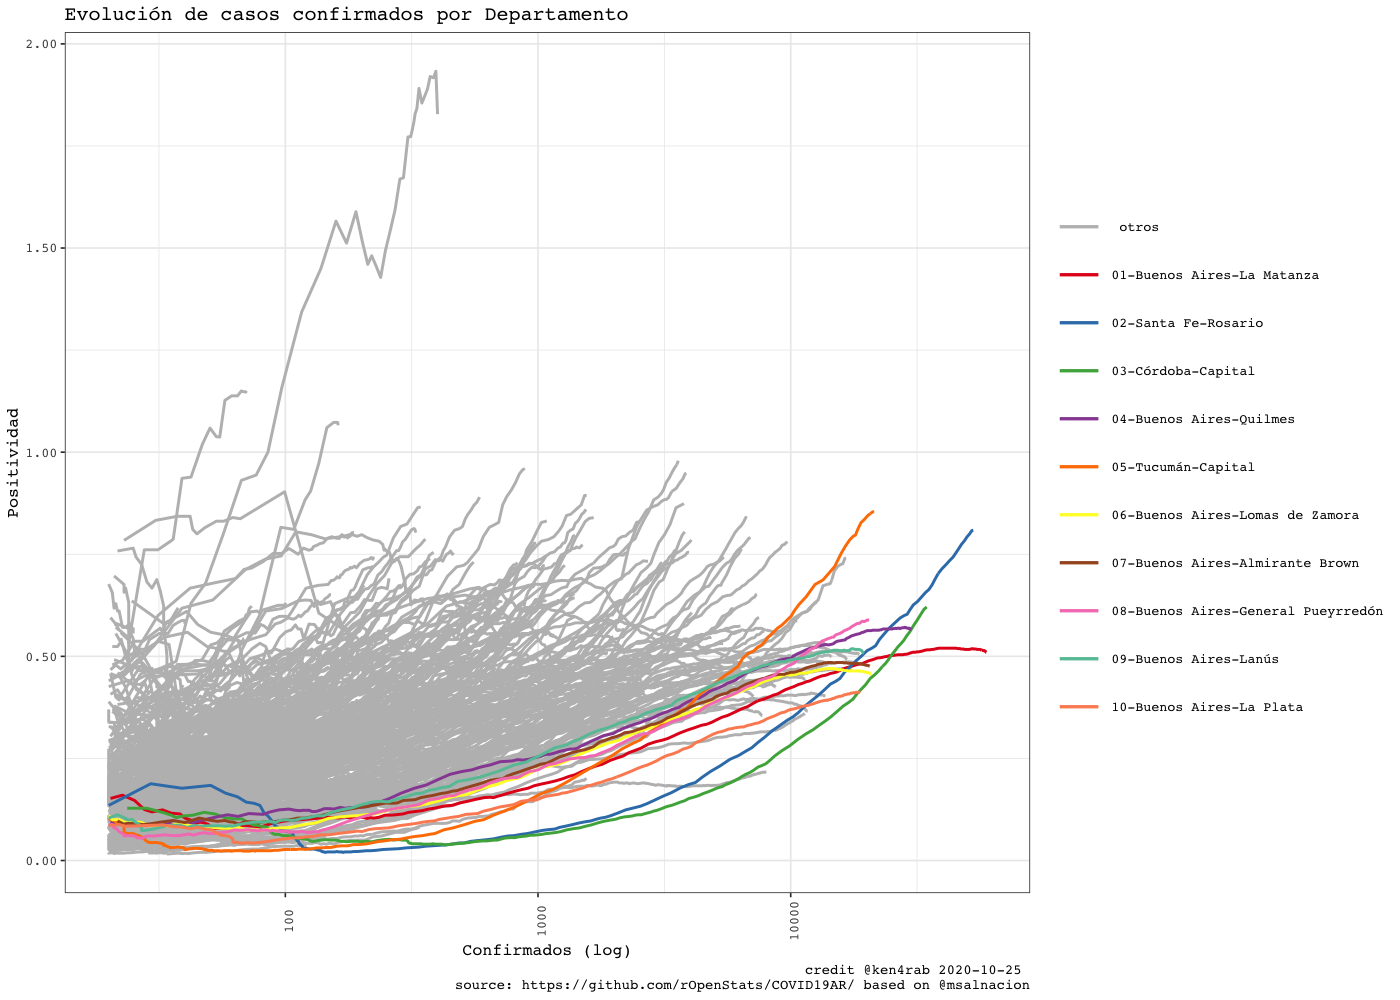 Evolución de casos confirmados por Departamento
2.00
1.50
1.00
0.50
0.00
Positividad
100
1000
10000
Confirmados (log)
otros
01-Buenos Aires-La Matanza
02-Santa Fe-Rosario
03-Córdoba-Capital
04-Buenos Aires-Quilmes
05-Tucumán-Capital
06-Buenos Aires-Lomas de Zamora
07-Buenos Aires-Almirante Brown
08-Buenos Aires-General Pueyrredón
09-Buenos Aires-Lanús
10-Buenos Aires-La Plata
credit @ken4rab 2020-10-25
source: https://github.com/rOpenStats/COVID19AR/ based on @msalnacion